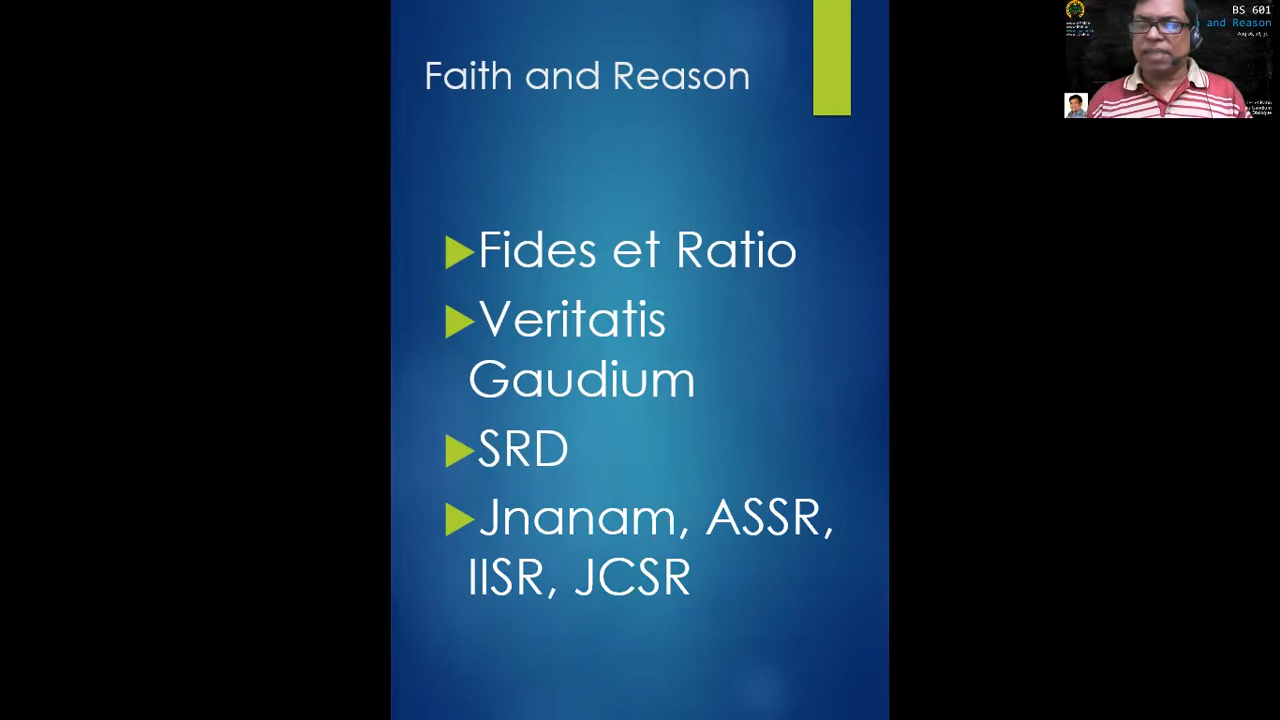 Faith and Reason
Fides et Ratio
Veritatis
Gaudium
SRD
Jnanam, ASSR,
IISR, JCSR
BS 601
and Reason